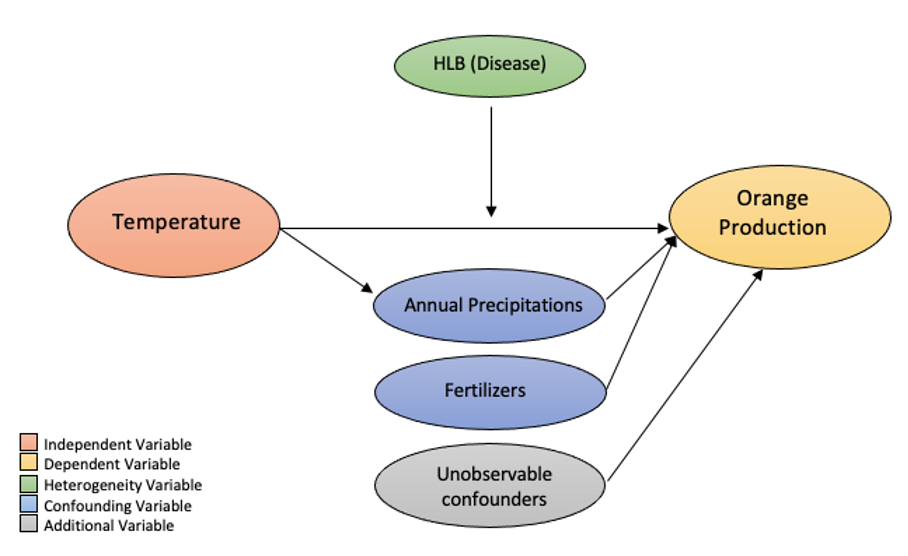 HLB (Disease)
Temperature
Orange
Production
Annual Precipitations
Fertilizers
Unobservable
confounders
Independent Variable
Dependent Variable
Heterogeneity Variable
Confounding Variable
Additional Variable